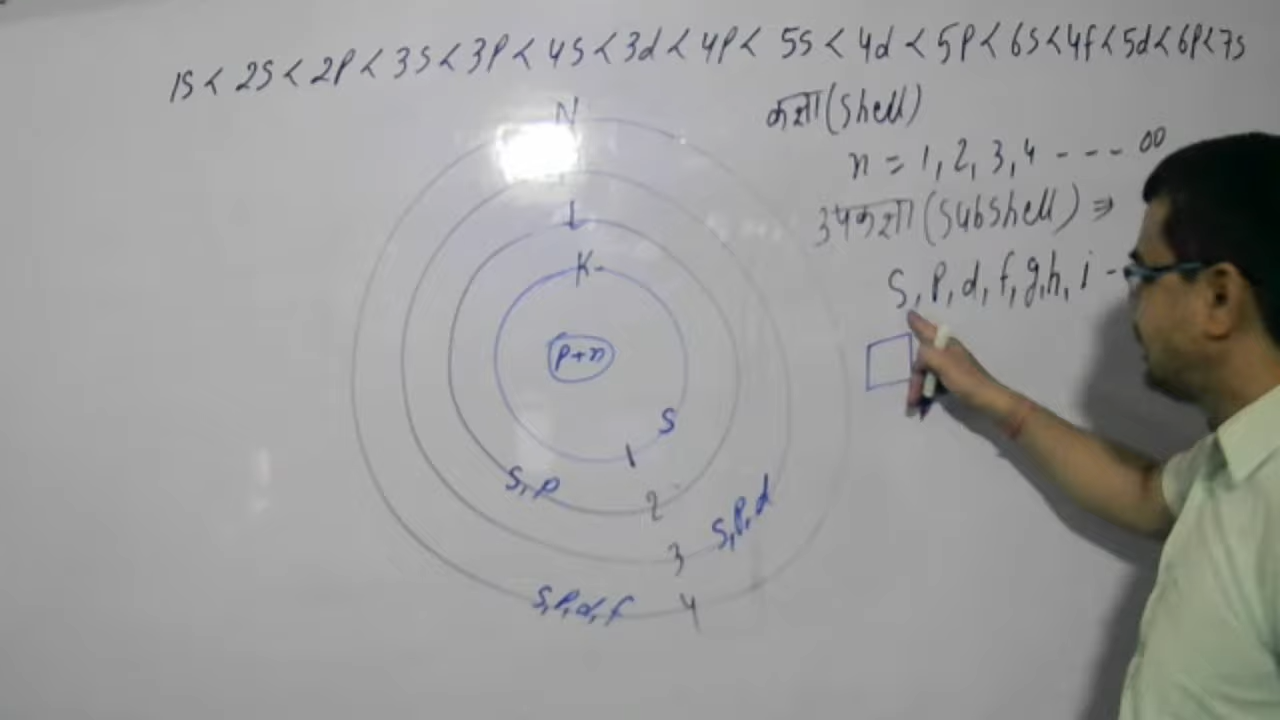 1S < 2S < 2P < 3S < 3P < 4S < 3d < 4P < 5S < 4d < 5P < 6S < 4f < 5d < 6P < 7S
कक्षा (Shell)
n = 1, 2, 3, 4 - - - - ∞
उपकक्षा (Subshell) ⇒
S, P, d, f, g, h, i -
N
L
K
P+n
S
1
S, P
2
S, P, d
3
S, P, d, f
4